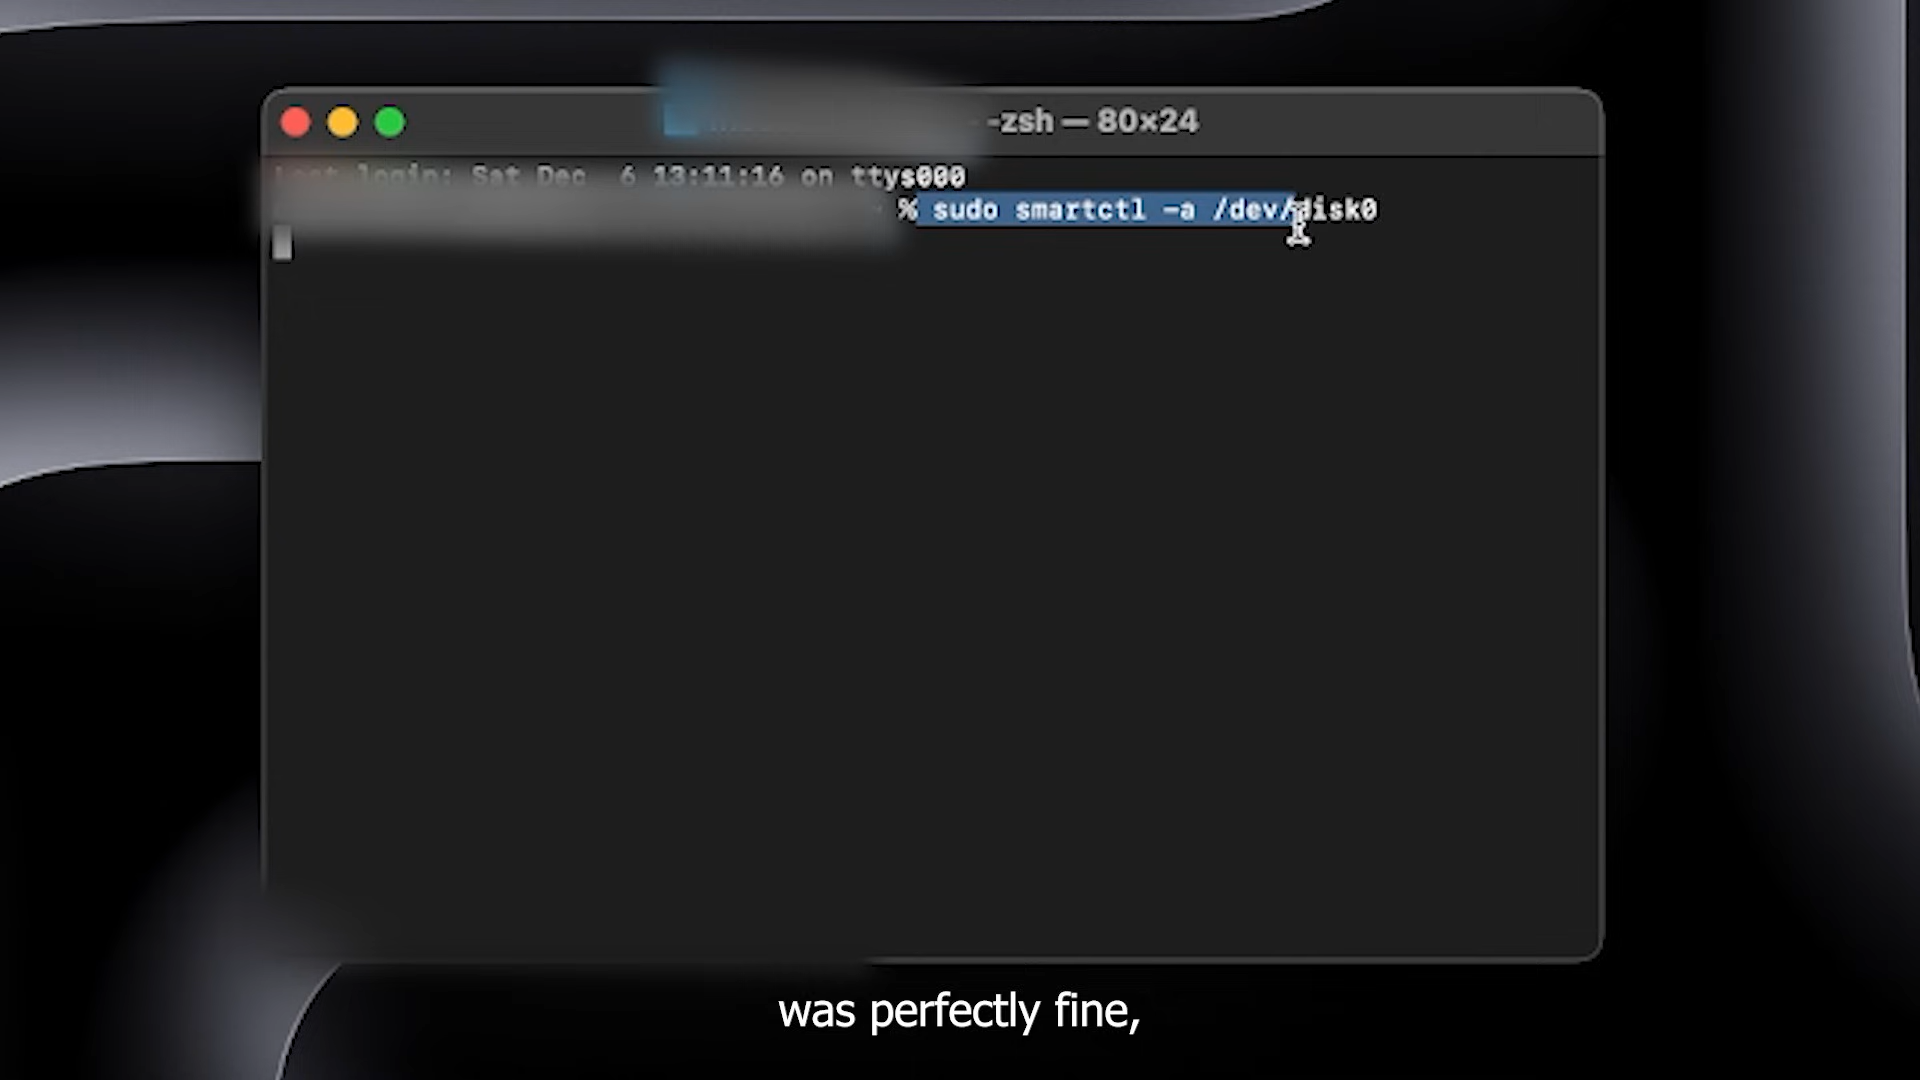 -zsh — 80×24
Last login: Sat Dec 6 13:11:16 on ttys000
% sudo smartctl -a /dev/disk0
was perfectly fine,